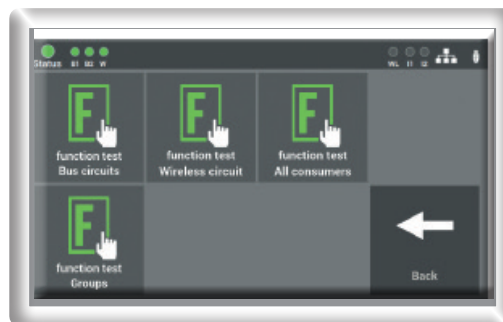 Status B1 B2 W
WL I1 I2
F F F
function test function test function test
Bus circuits Wireless circuit All consumers
F
function test
Groups
Back